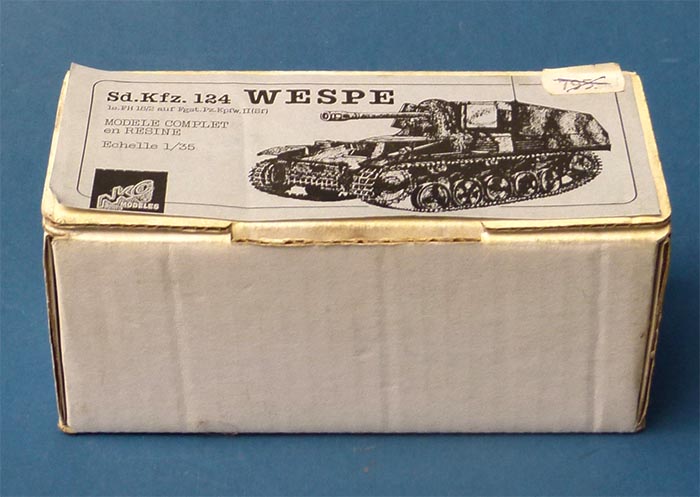 Sd.Kfz. 124 WESPE
le.FH 18/2 auf Fgst.Pz.Kpfw.II(Sf)
MODELE COMPLET
en RESINE
Echelle 1/35
MODELES